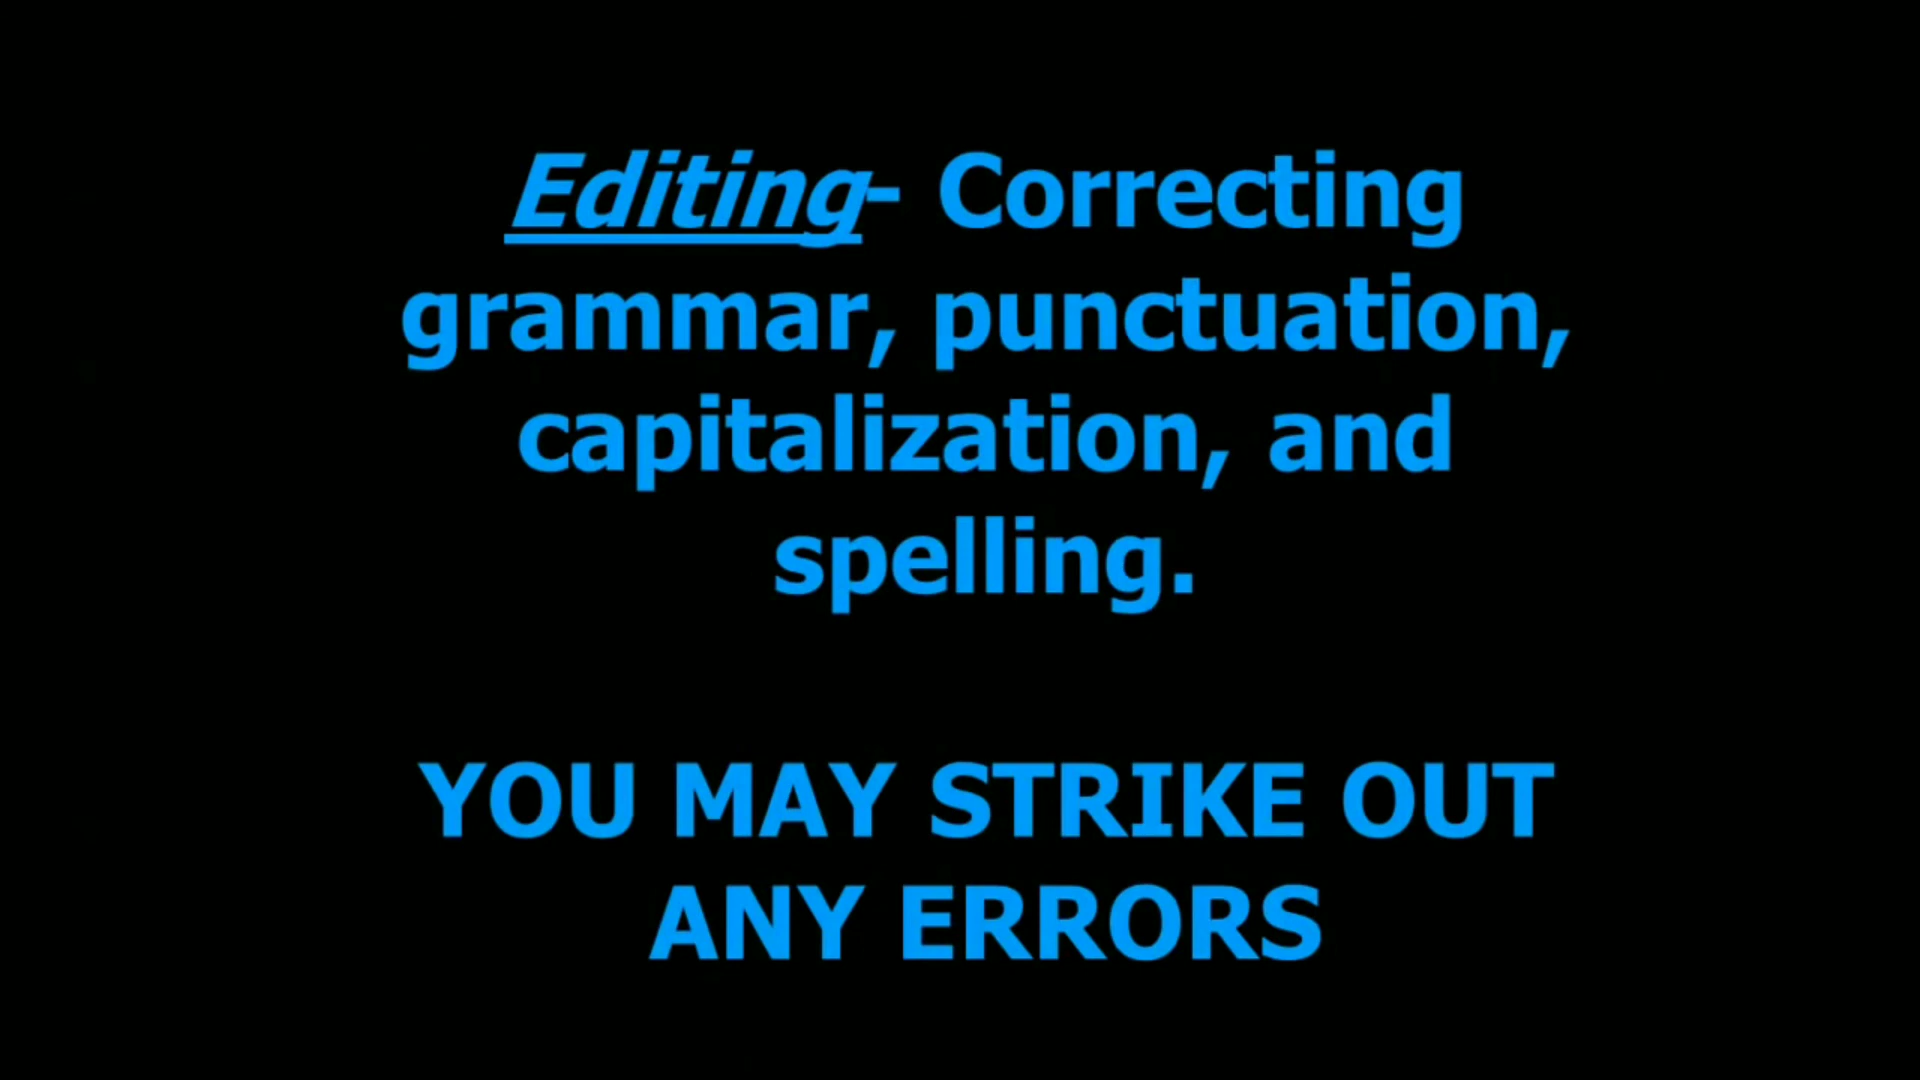 Editing- Correcting
grammar, punctuation,
capitalization, and
spelling.
YOU MAY STRIKE OUT
ANY ERRORS